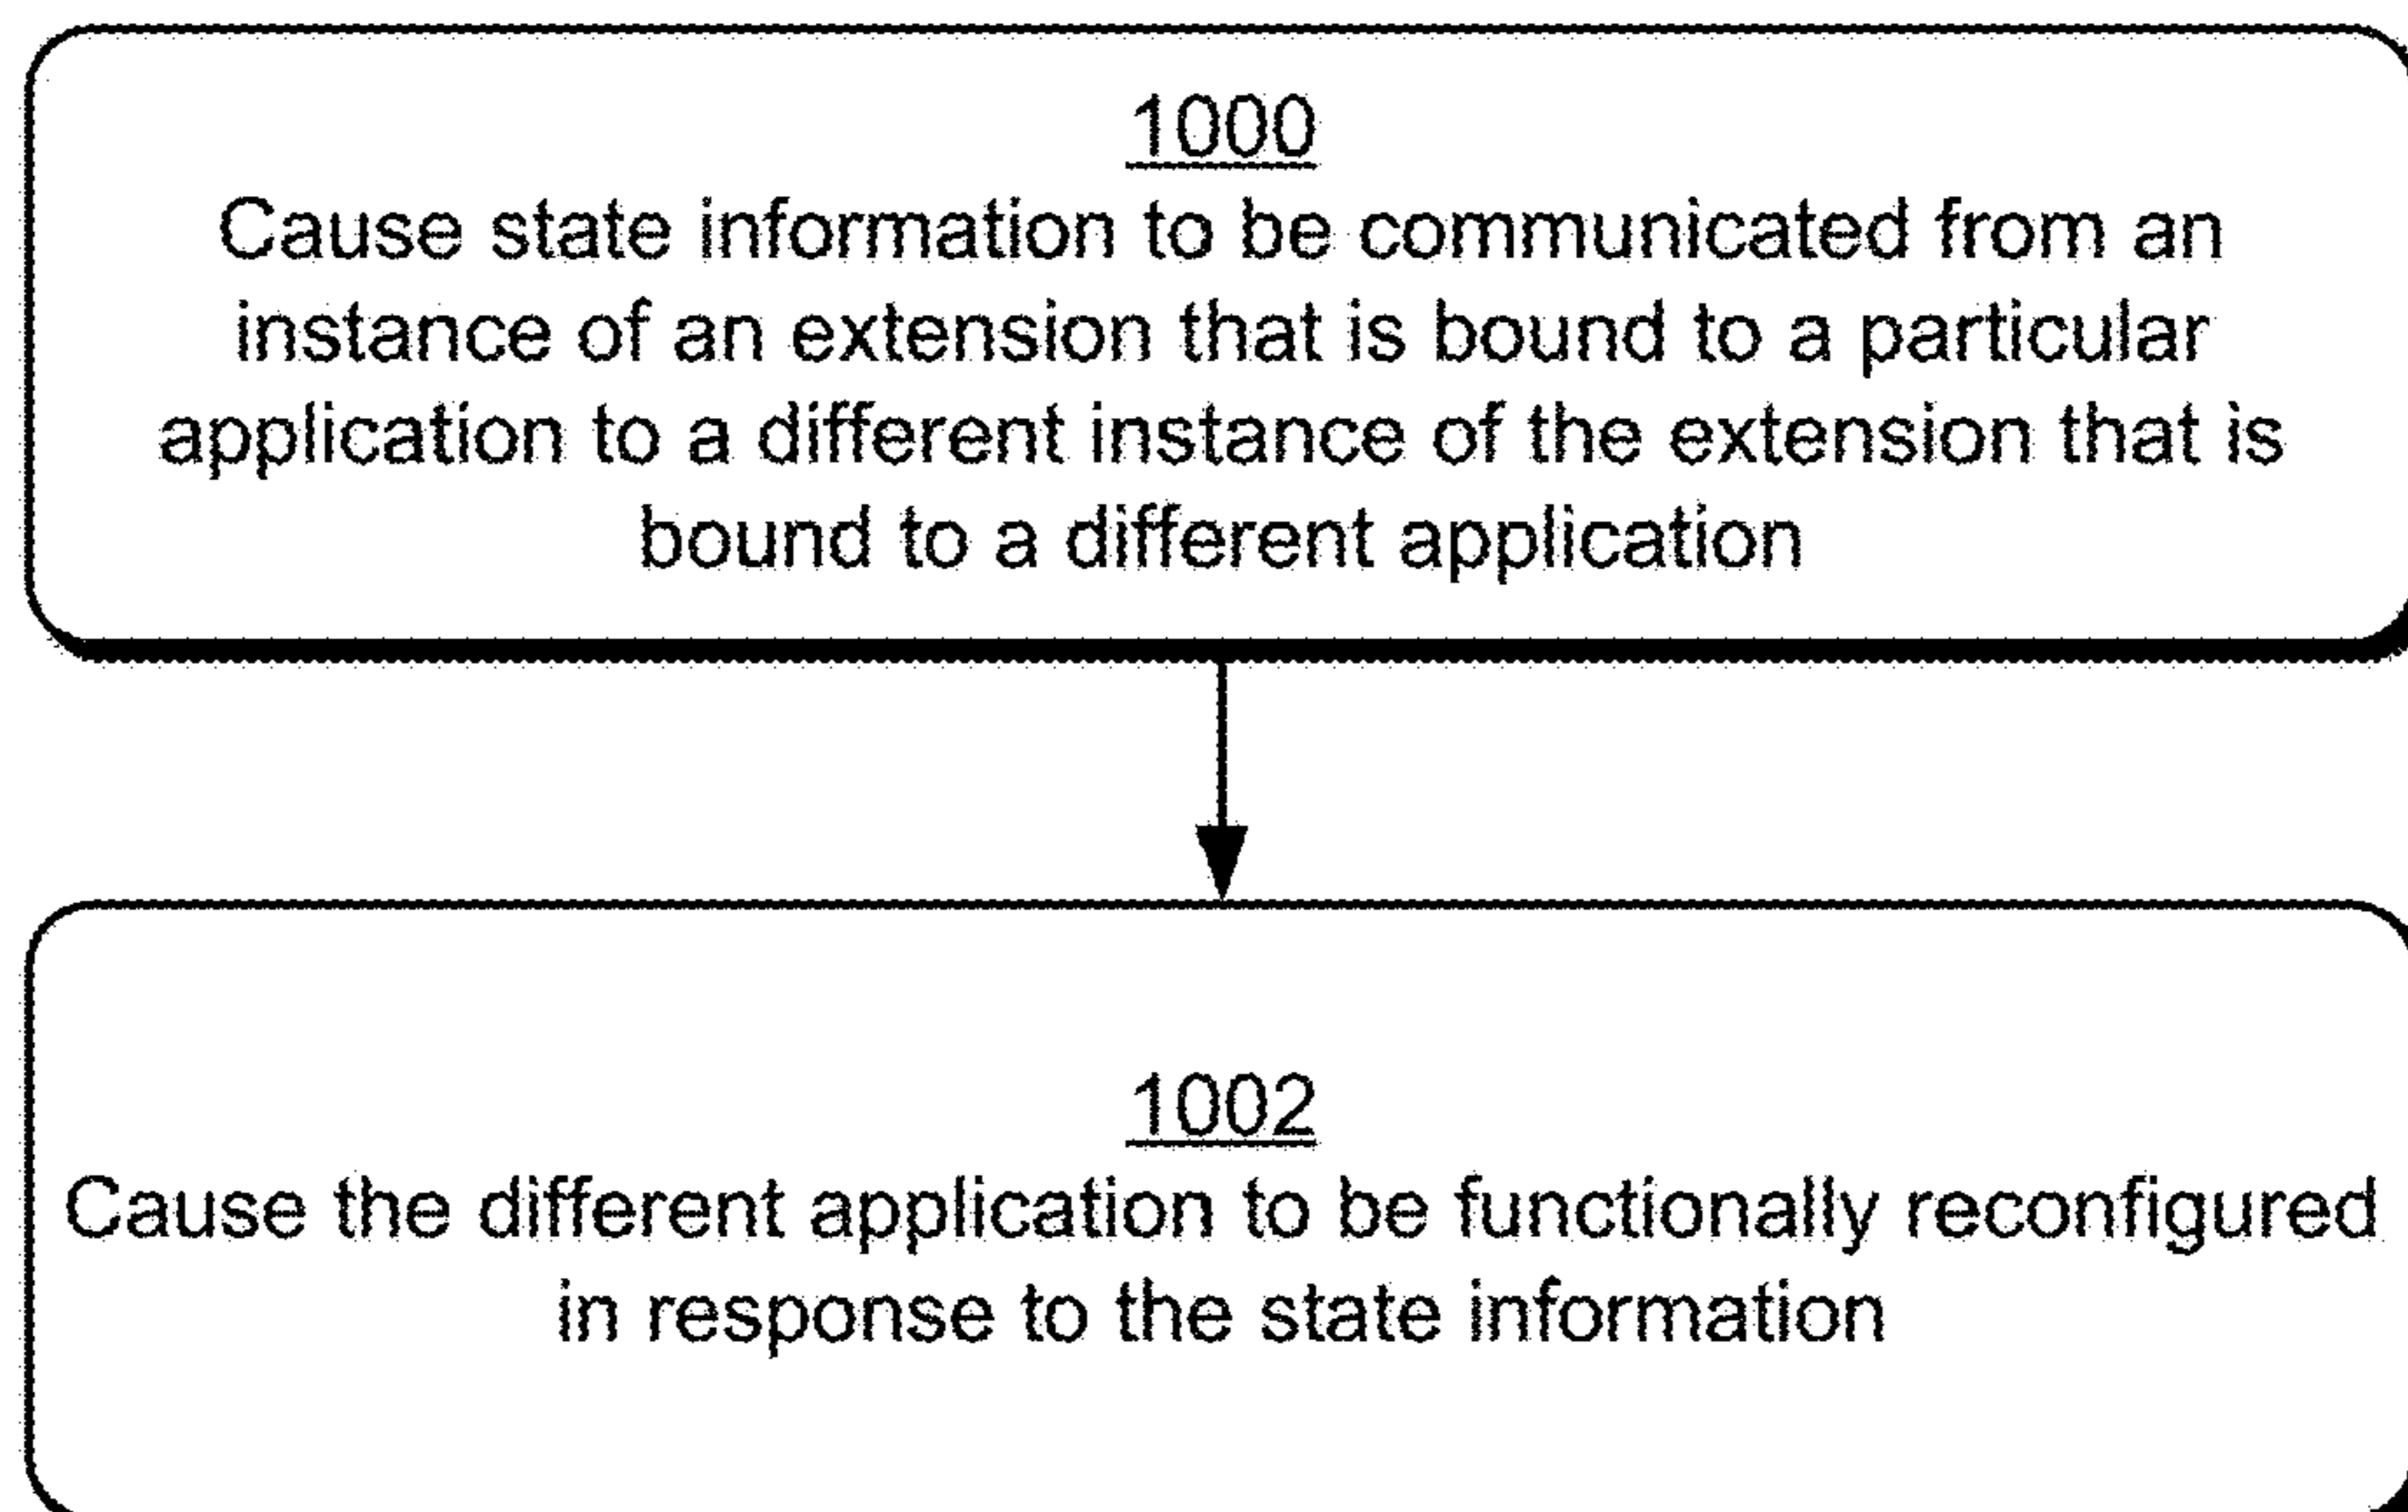 1000
Cause state information to be communicated from an
instance of an extension that is bound to a particular
application to a different instance of the extension that is
bound to a different application
1002
Cause the different application to be functionally reconfigured
in response to the state information